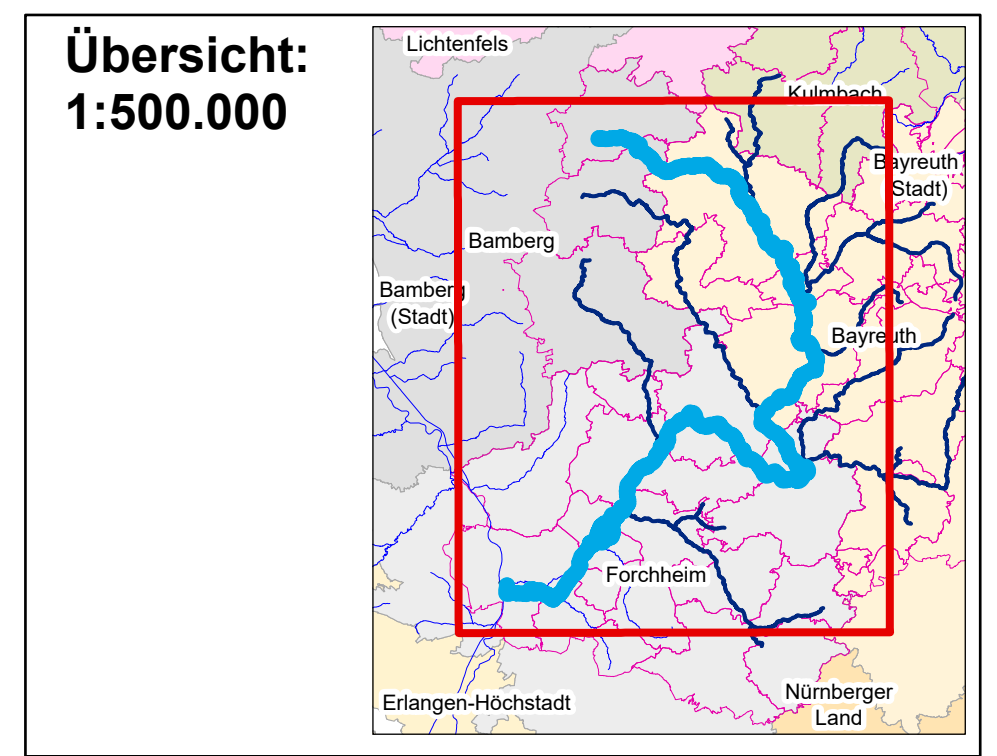 Übersicht:
1:500.000
Lichtenfels
Kulmbach
Bayreuth
(Stadt)
Bamberg
Bamberg
(Stadt)
Bayreuth
Forchheim
Erlangen-Höchstadt
Nürnberger
Land